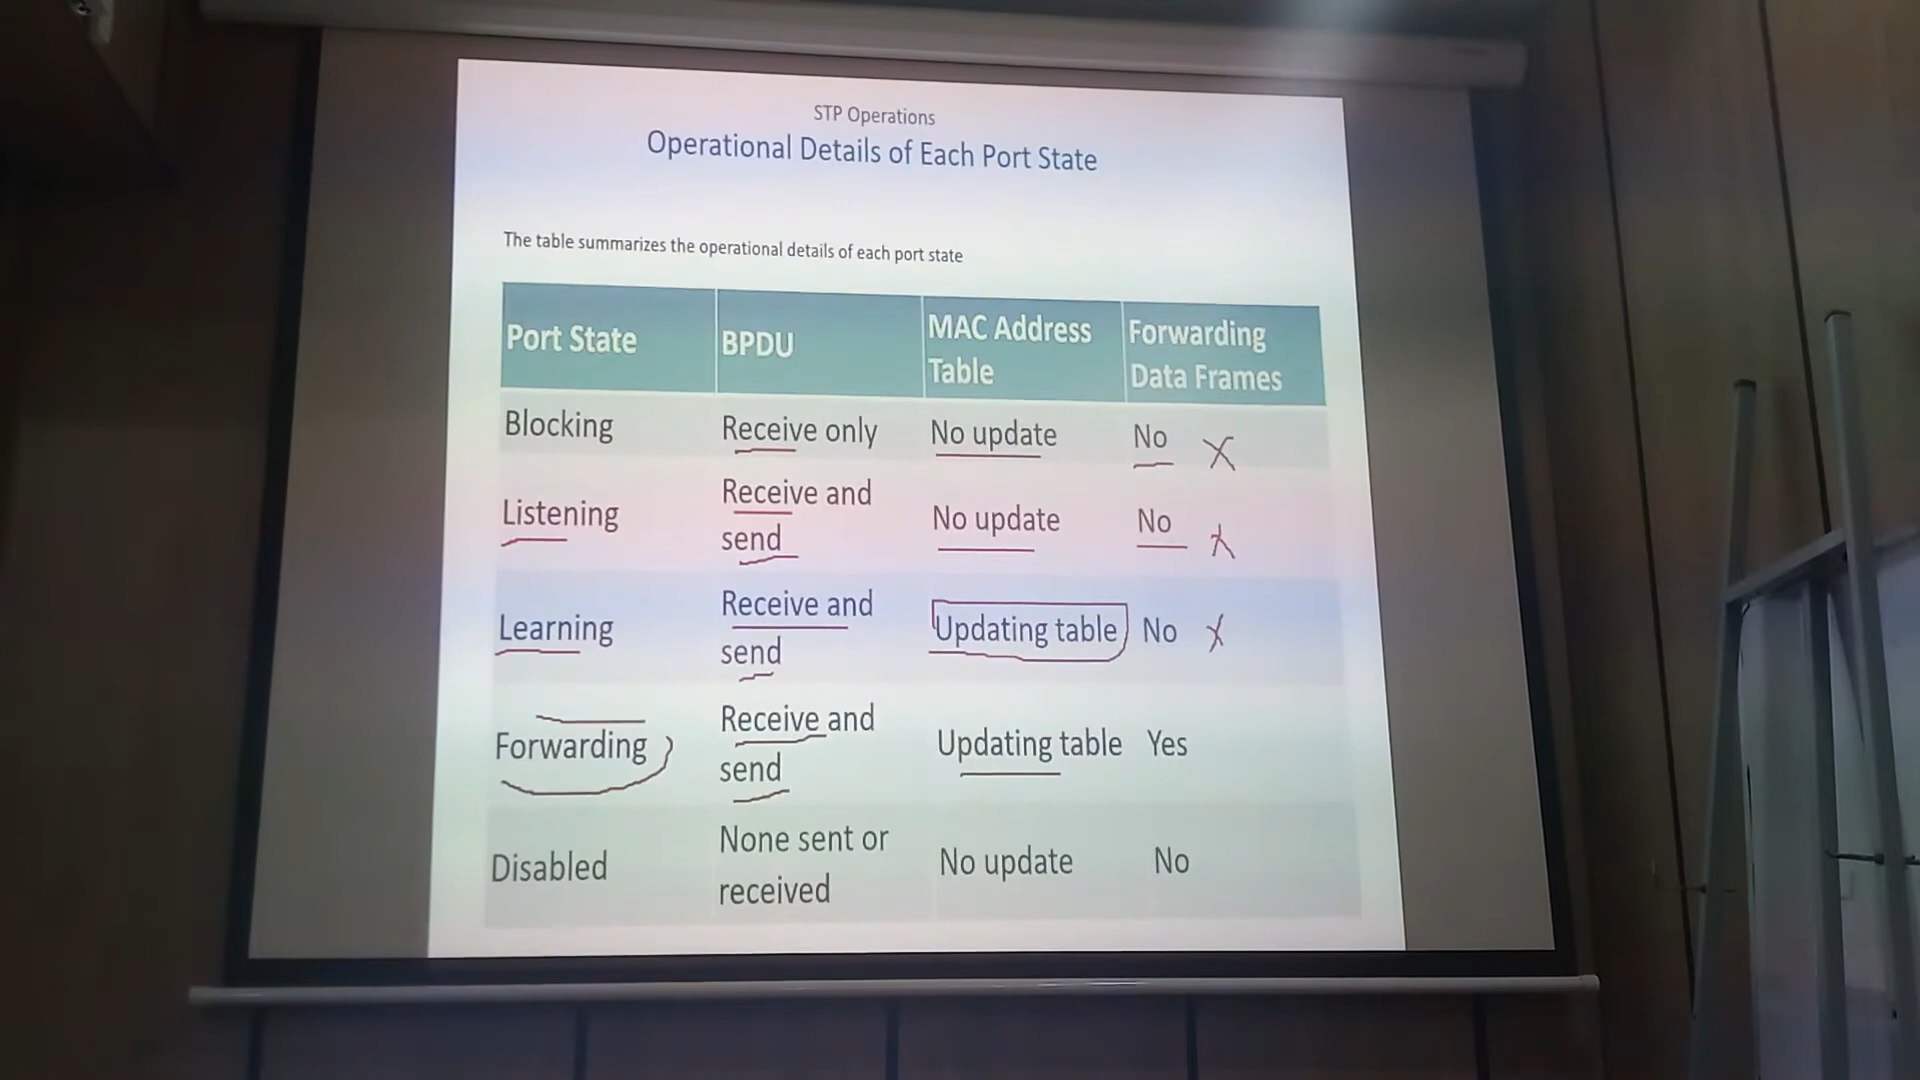 STP Operations
Operational Details of Each Port State
The table summarizes the operational details of each port state
Port State BPDU MAC Address Table Forwarding Data Frames
Blocking Receive only No update No X
Listening Receive and send No update No X
Learning Receive and send Updating table No X
Forwarding Receive and send Updating table Yes
Disabled None sent or received No update No